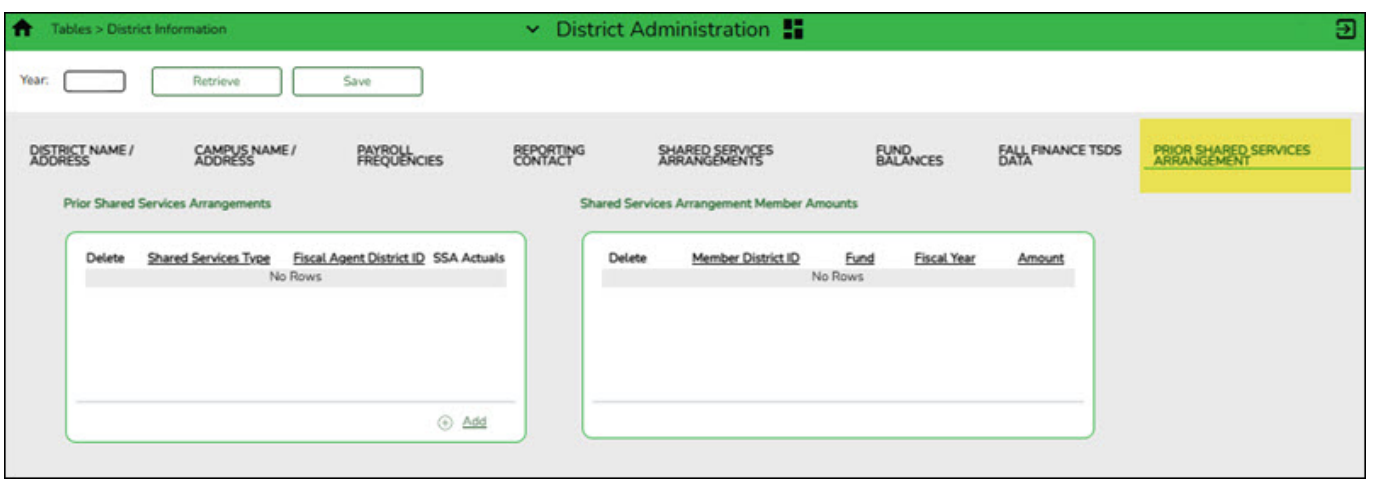 Tables > District Information
District Administration
Year:
Retrieve
Save
DISTRICT NAME /
ADDRESS
CAMPUS NAME /
ADDRESS
PAYROLL
FREQUENCIES
REPORTING
CONTACT
SHARED SERVICES
ARRANGEMENTS
FUND
BALANCES
FALL FINANCE TSDS
DATA
PRIOR SHARED SERVICES
ARRANGEMENT
Prior Shared Services Arrangements
Delete Shared Services Type Fiscal Agent District ID SSA Actuals
No Rows
Add
Shared Services Arrangement Member Amounts
Delete Member District ID Fund Fiscal Year Amount
No Rows